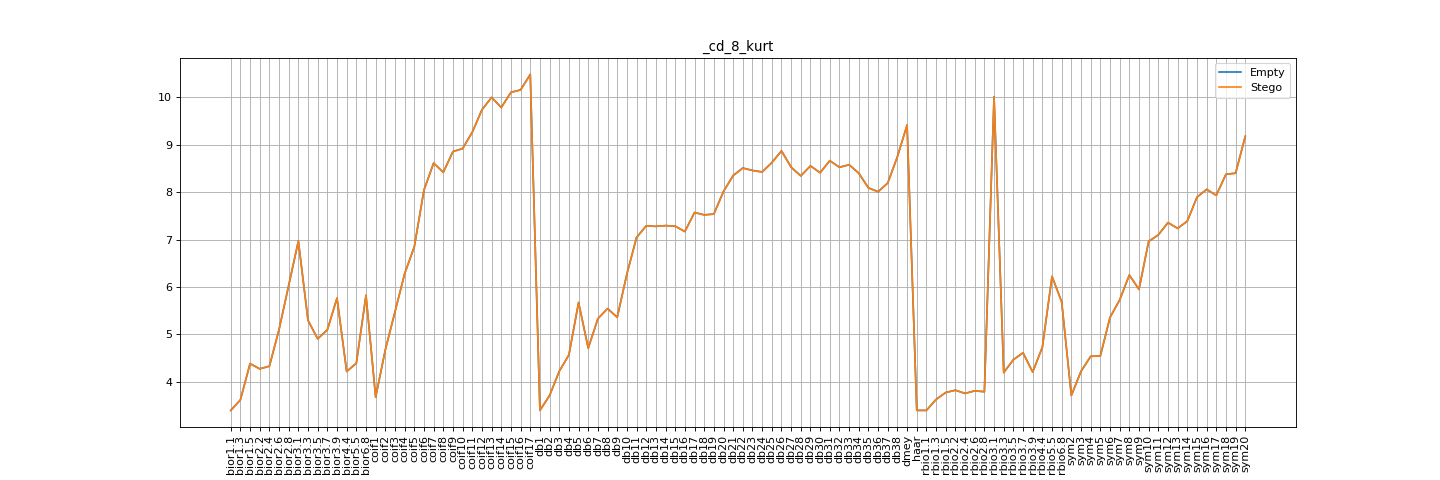 _cd_8_kurt
Empty
Stego
10
9
8
7
6
5
4
bior1.1
bior1.3
bior1.5
bior2.2
bior2.4
bior2.6
bior2.8
bior3.1
bior3.3
bior3.5
bior3.7
bior3.9
bior4.4
bior5.5
bior6.8
coif1
coif2
coif3
coif4
coif5
coif6
coif7
coif8
coif9
coif10
coif11
coif12
coif13
coif14
coif15
coif16
coif17
db1
db2
db3
db4
db5
db6
db7
db8
db9
db10
db11
db12
db13
db14
db15
db16
db17
db18
db19
db20
db21
db22
db23
db24
db25
db26
db27
db28
db29
db30
db31
db32
db33
db34
db35
db36
db37
db38
dmey
haar
rbio1.1
rbio1.3
rbio1.5
rbio2.2
rbio2.4
rbio2.6
rbio2.8
rbio3.1
rbio3.3
rbio3.5
rbio3.7
rbio3.9
rbio4.4
rbio5.5
rbio6.8
sym2
sym3
sym4
sym5
sym6
sym7
sym8
sym9
sym10
sym11
sym12
sym13
sym14
sym15
sym16
sym17
sym18
sym19
sym20